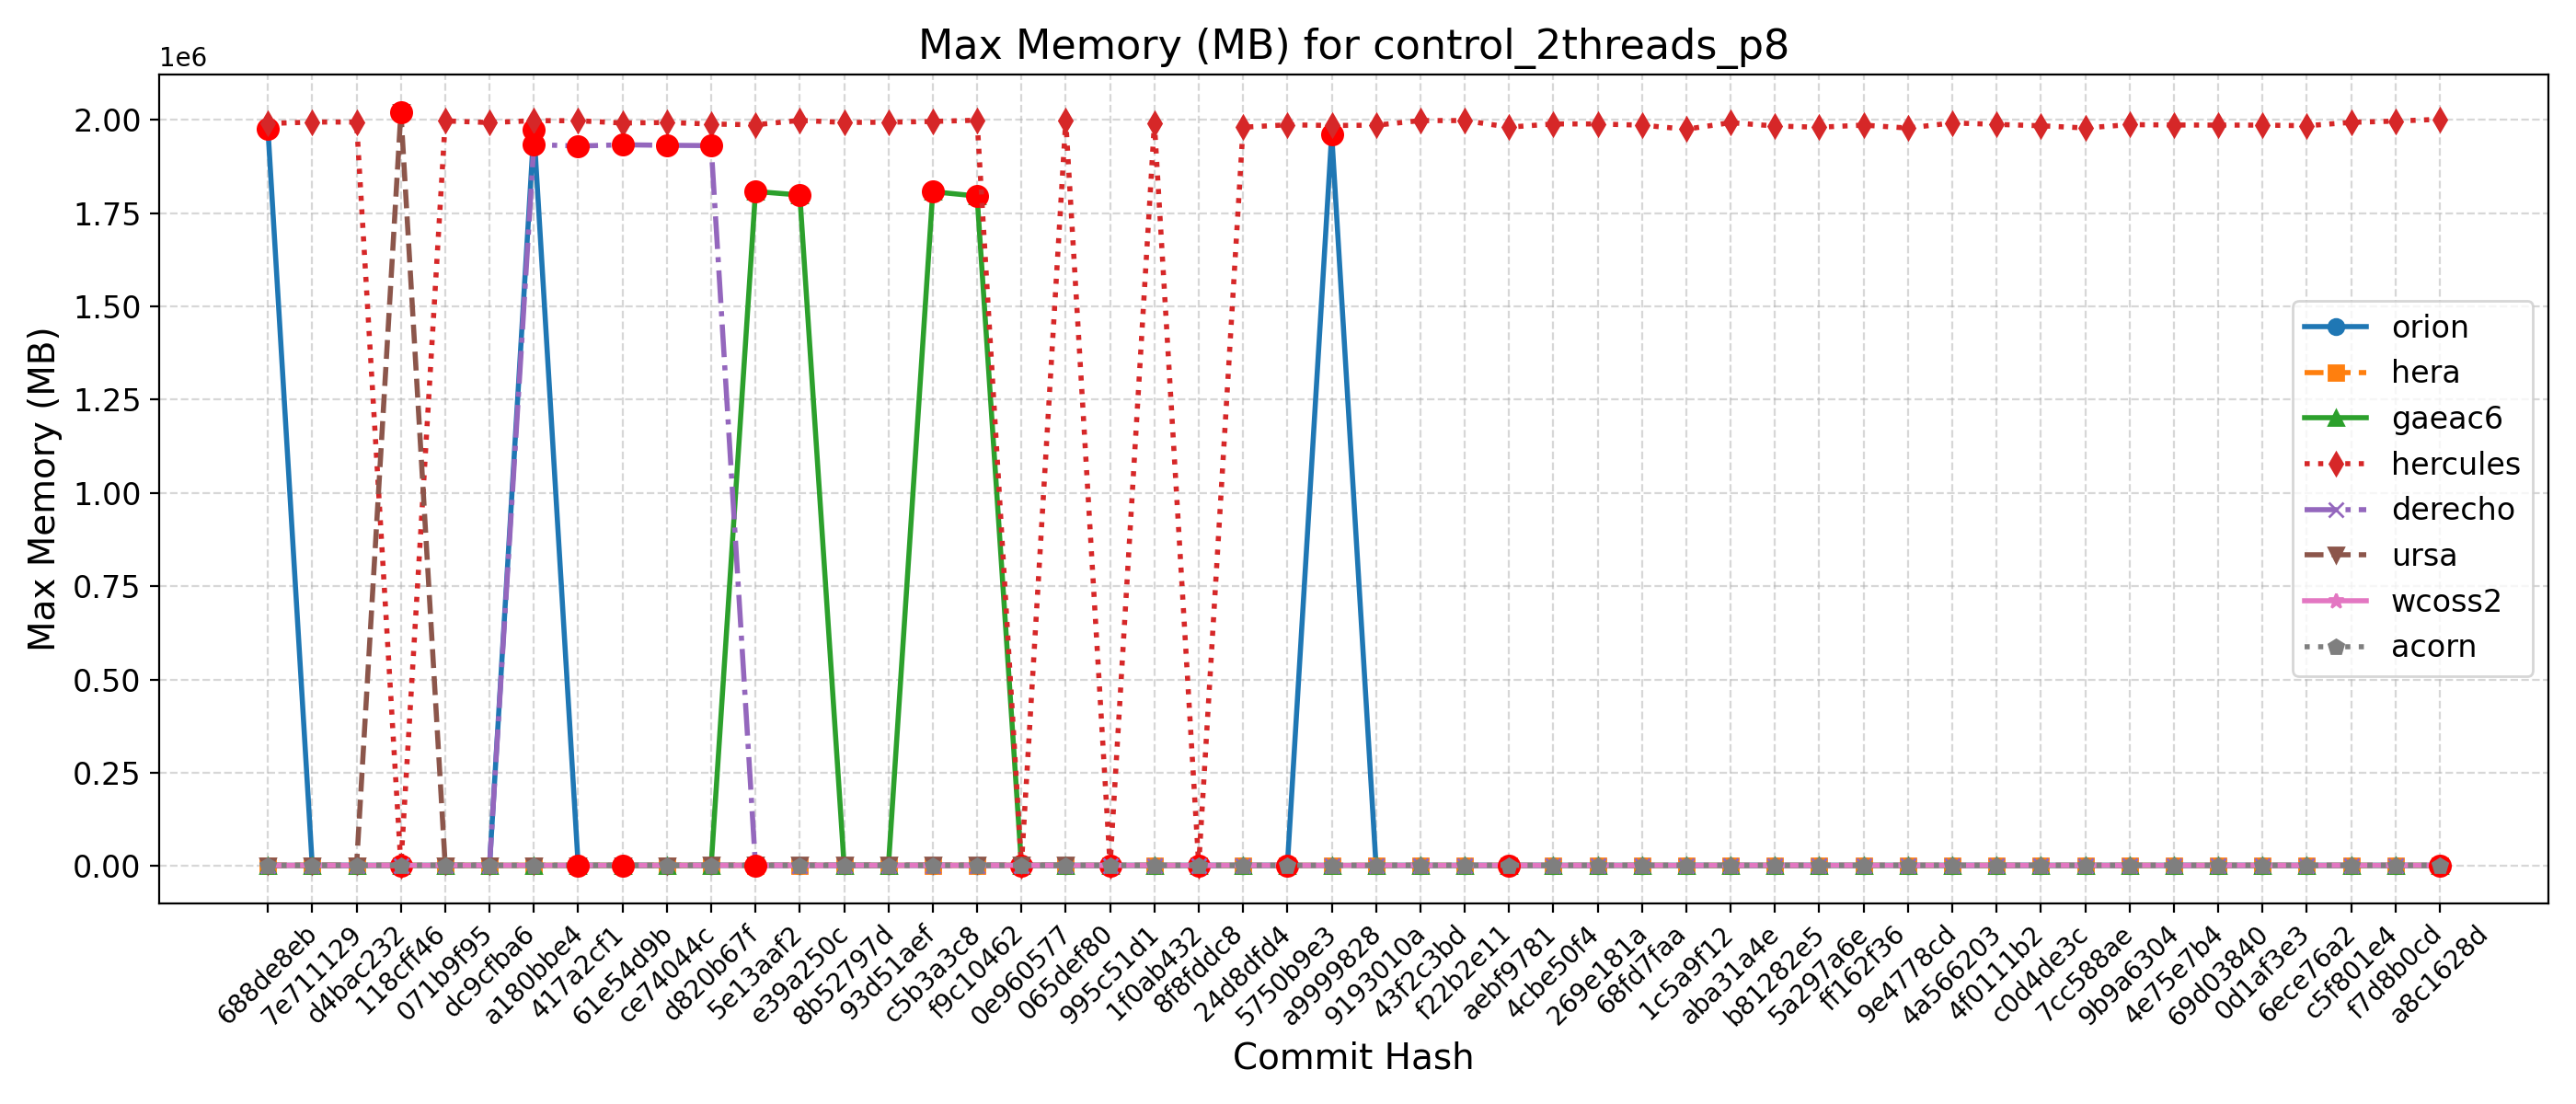 Max Memory (MB) for control_2threads_p8
1e6
2.00
1.75
1.50
1.25
1.00
0.75
0.50
0.25
0.00
Max Memory (MB)
orion
hera
gaeac6
hercules
derecho
ursa
wcoss2
acorn
688de8eb
7e711129
d4bac232
118cff46
071b9f95
dc9cfba6
a180bbe4
417a2cf1
61e54d9b
ce74044c
d820b67f
5e13aaf2
e39a250c
8b52797d
93d51aef
c5b3a3c8
f9c10462
0e960577
065def80
995c51d1
1f0ab432
8f8fddc8
24d8dfd4
5750b9e3
a9999828
9193010a
43f2c3bd
f22b2e11
aebf9781
4cbe50f4
269e181a
68fd7faa
1c5a9f12
aba31a4e
b81282e5
5a297a6e
ff162f36
9e4778cd
4a566203
4f0111b2
c0d4de3c
7cc588ae
9b9a6304
4e75e7b4
69d03840
0d1af3e3
6ece76a2
c5f801e4
f7d8b0cd
a8c1628d
Commit Hash